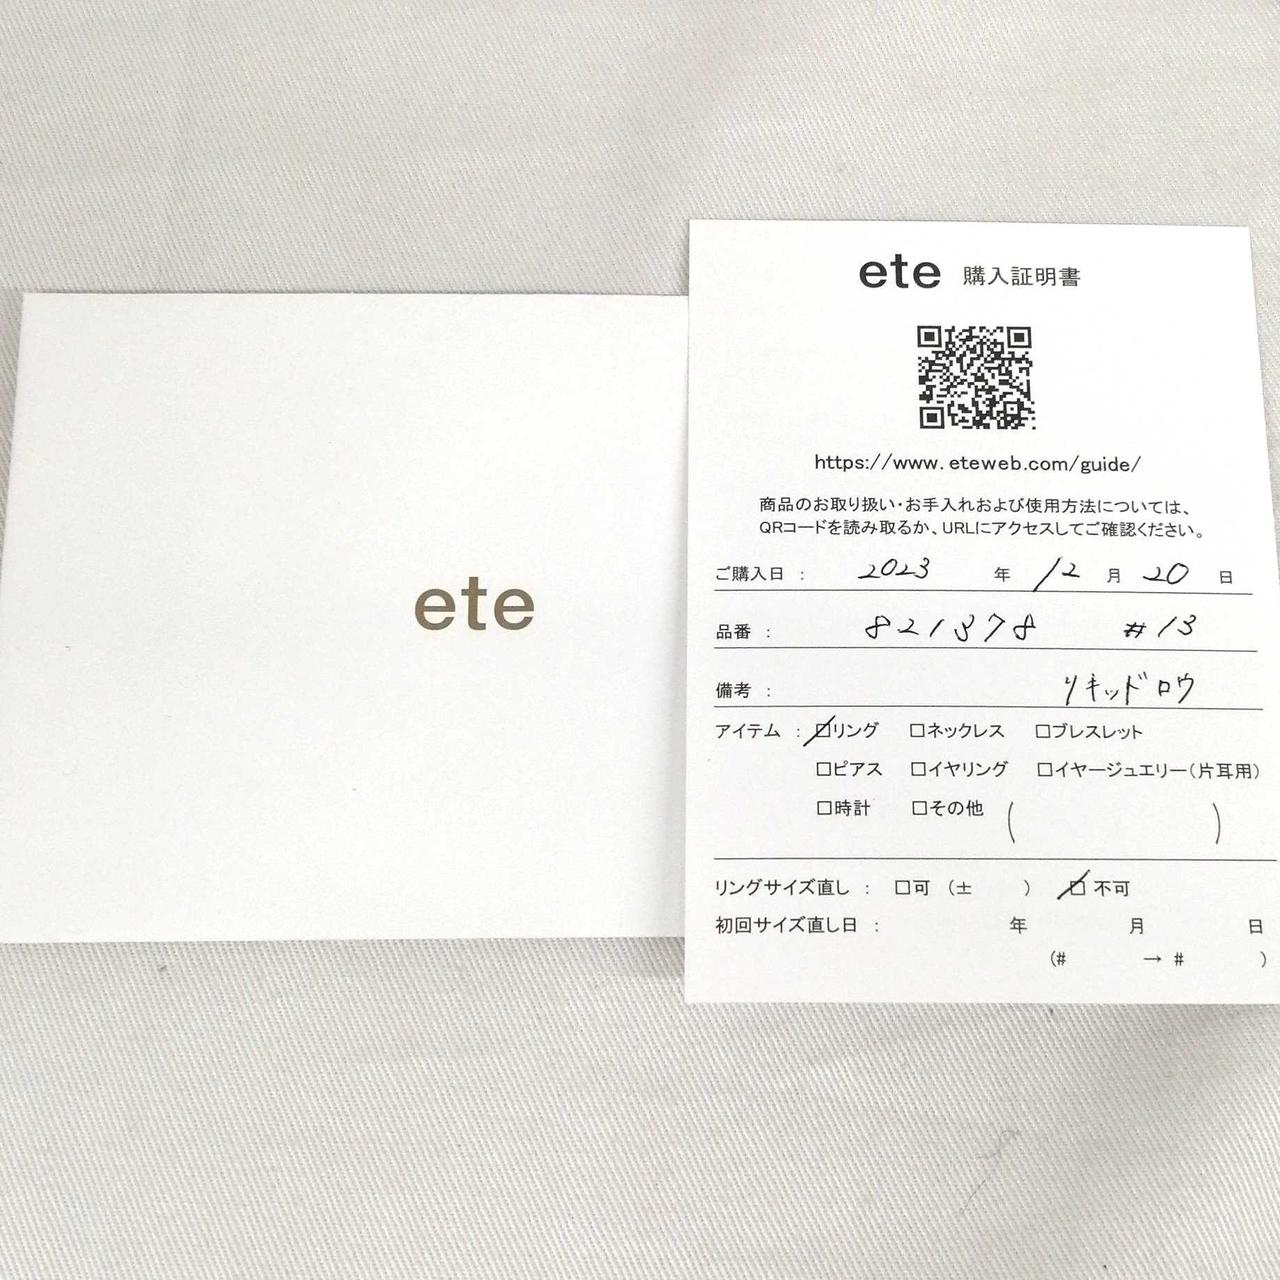 ete
ete 購入証明書
https://www.eteweb.com/guide/
商品のお取り扱い・お手入れおよび使用方法については、
QRコードを読み取るか、URLにアクセスしてご確認ください。
ご購入日 : 2023 年 12 月 20 日
品番 : 821378 #13
備考 : リキッドロウ
アイテム : ☑リング □ネックレス □ブレスレット
□ピアス □イヤリング □イヤージュエリー(片耳用)
□時計 □その他 ( )
リングサイズ直し : □可 (± ) ☑不可
初回サイズ直し日 : 年 月 日
(# → # )